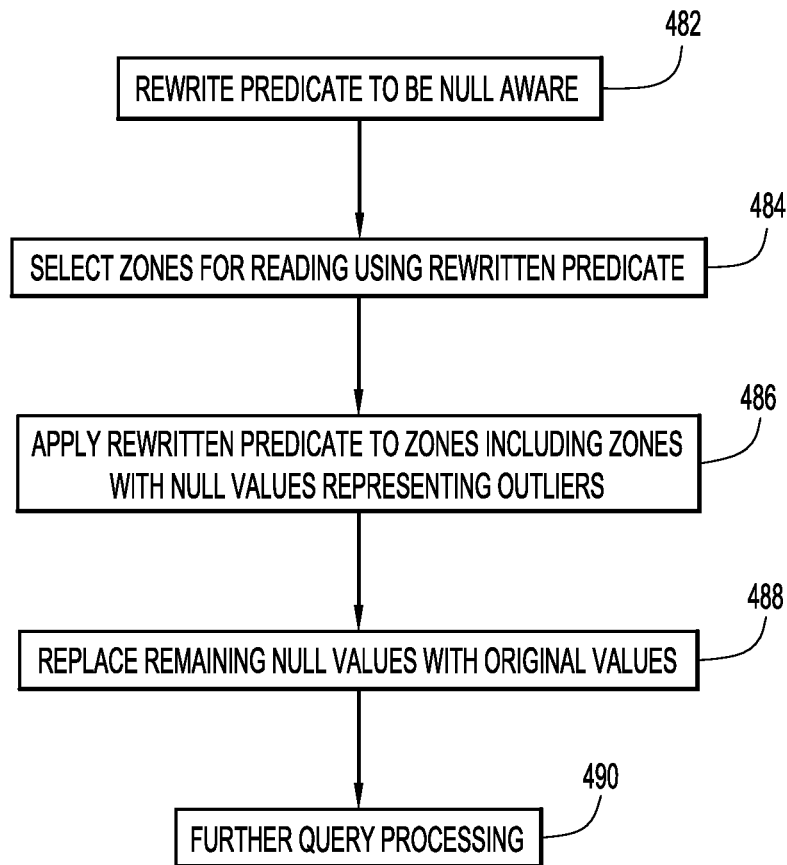 482
REWRITE PREDICATE TO BE NULL AWARE
484
SELECT ZONES FOR READING USING REWRITTEN PREDICATE
486
APPLY REWRITTEN PREDICATE TO ZONES INCLUDING ZONES
WITH NULL VALUES REPRESENTING OUTLIERS
488
REPLACE REMAINING NULL VALUES WITH ORIGINAL VALUES
490
FURTHER QUERY PROCESSING